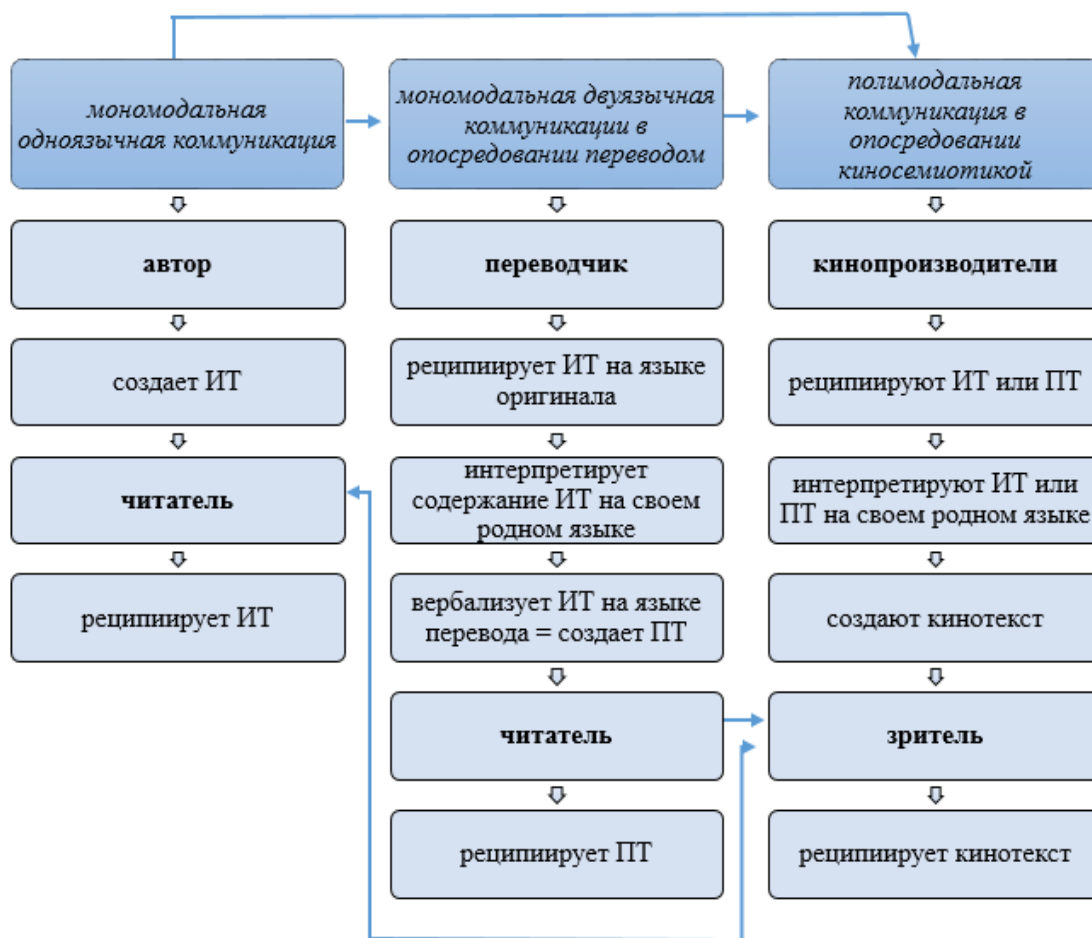 мономодальная
одноязычная коммуникация
мономодальная двуязычная
коммуникации в
опосредовании переводом
полимодальная
коммуникация в
опосредовании
киносемиотикой
автор
создает ИТ
читатель
реципиирует ИТ
переводчик
реципиирует ИТ на языке
оригинала
интерпретирует
содержание ИТ на своем
родном языке
вербализует ИТ на языке
перевода = создает ПТ
читатель
реципиирует ПТ
кинопроизводители
реципиируют ИТ или ПТ
интерпретируют ИТ или
ПТ на своем родном языке
создают кинотекст
зритель
реципиирует кинотекст